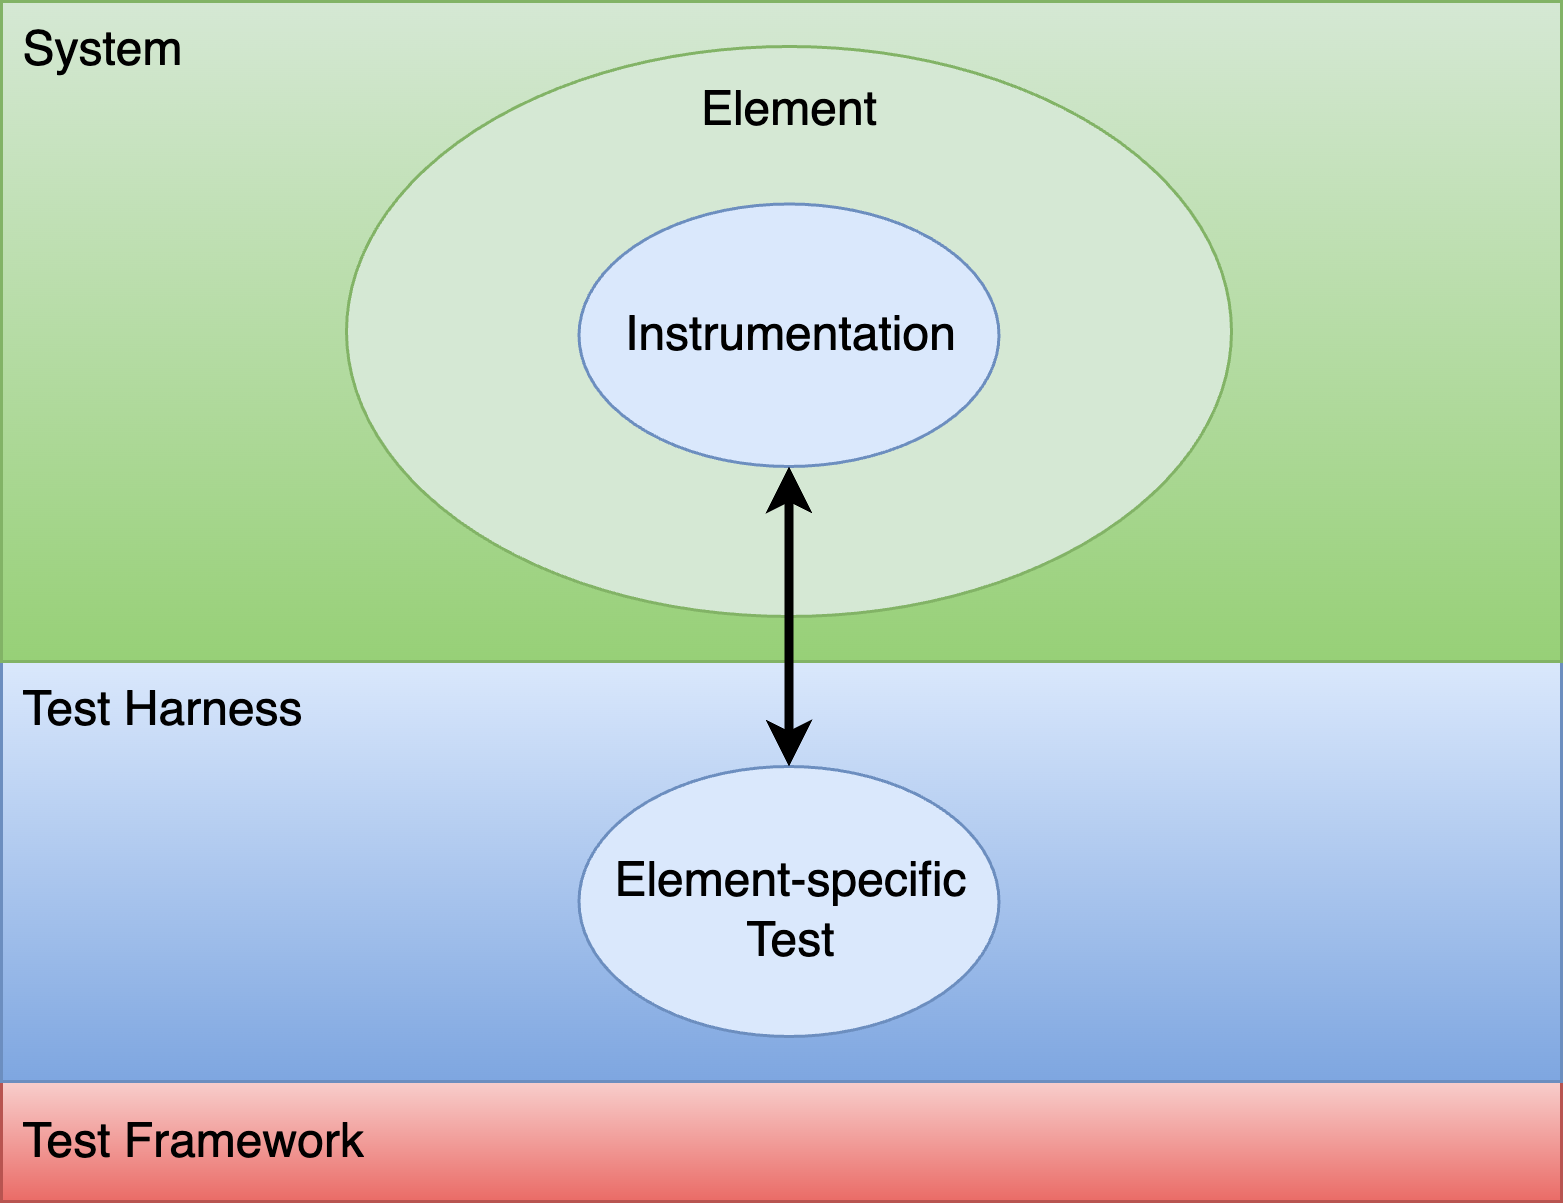 System
Element
Instrumentation
Test Harness
Element-specific
Test
Test Framework